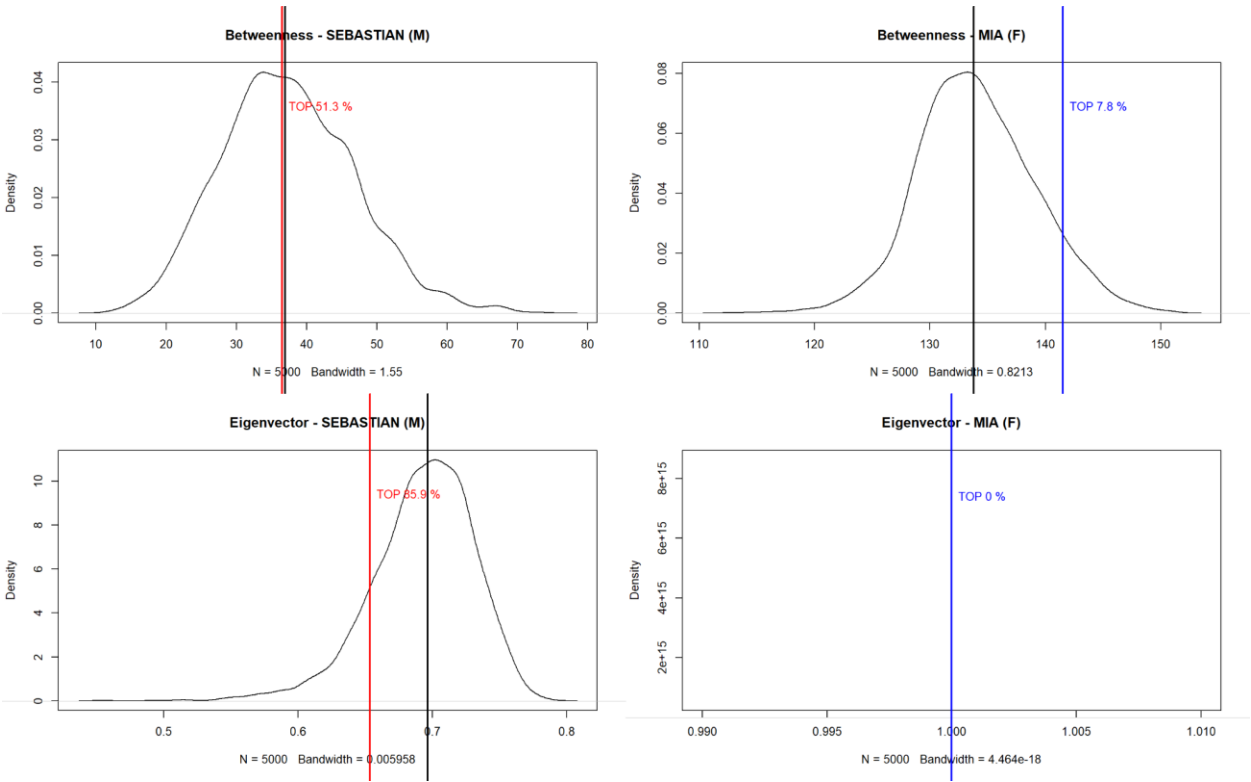 Betweenness - SEBASTIAN (M)
TOP 51.3 %
Density
0.00 0.01 0.02 0.03 0.04
10 20 30 40 50 60 70 80
N = 5000 Bandwidth = 1.55
Betweenness - MIA (F)
TOP 7.8 %
Density
0.00 0.02 0.04 0.06 0.08
110 120 130 140 150
N = 5000 Bandwidth = 0.8213
Eigenvector - SEBASTIAN (M)
TOP 85.9 %
Density
0 2 4 6 8 10
0.5 0.6 0.7 0.8
N = 5000 Bandwidth = 0.005958
Eigenvector - MIA (F)
TOP 0 %
Density
2e+15 4e+15 6e+15 8e+15
0.990 0.995 1.000 1.005 1.010
N = 5000 Bandwidth = 4.464e-18